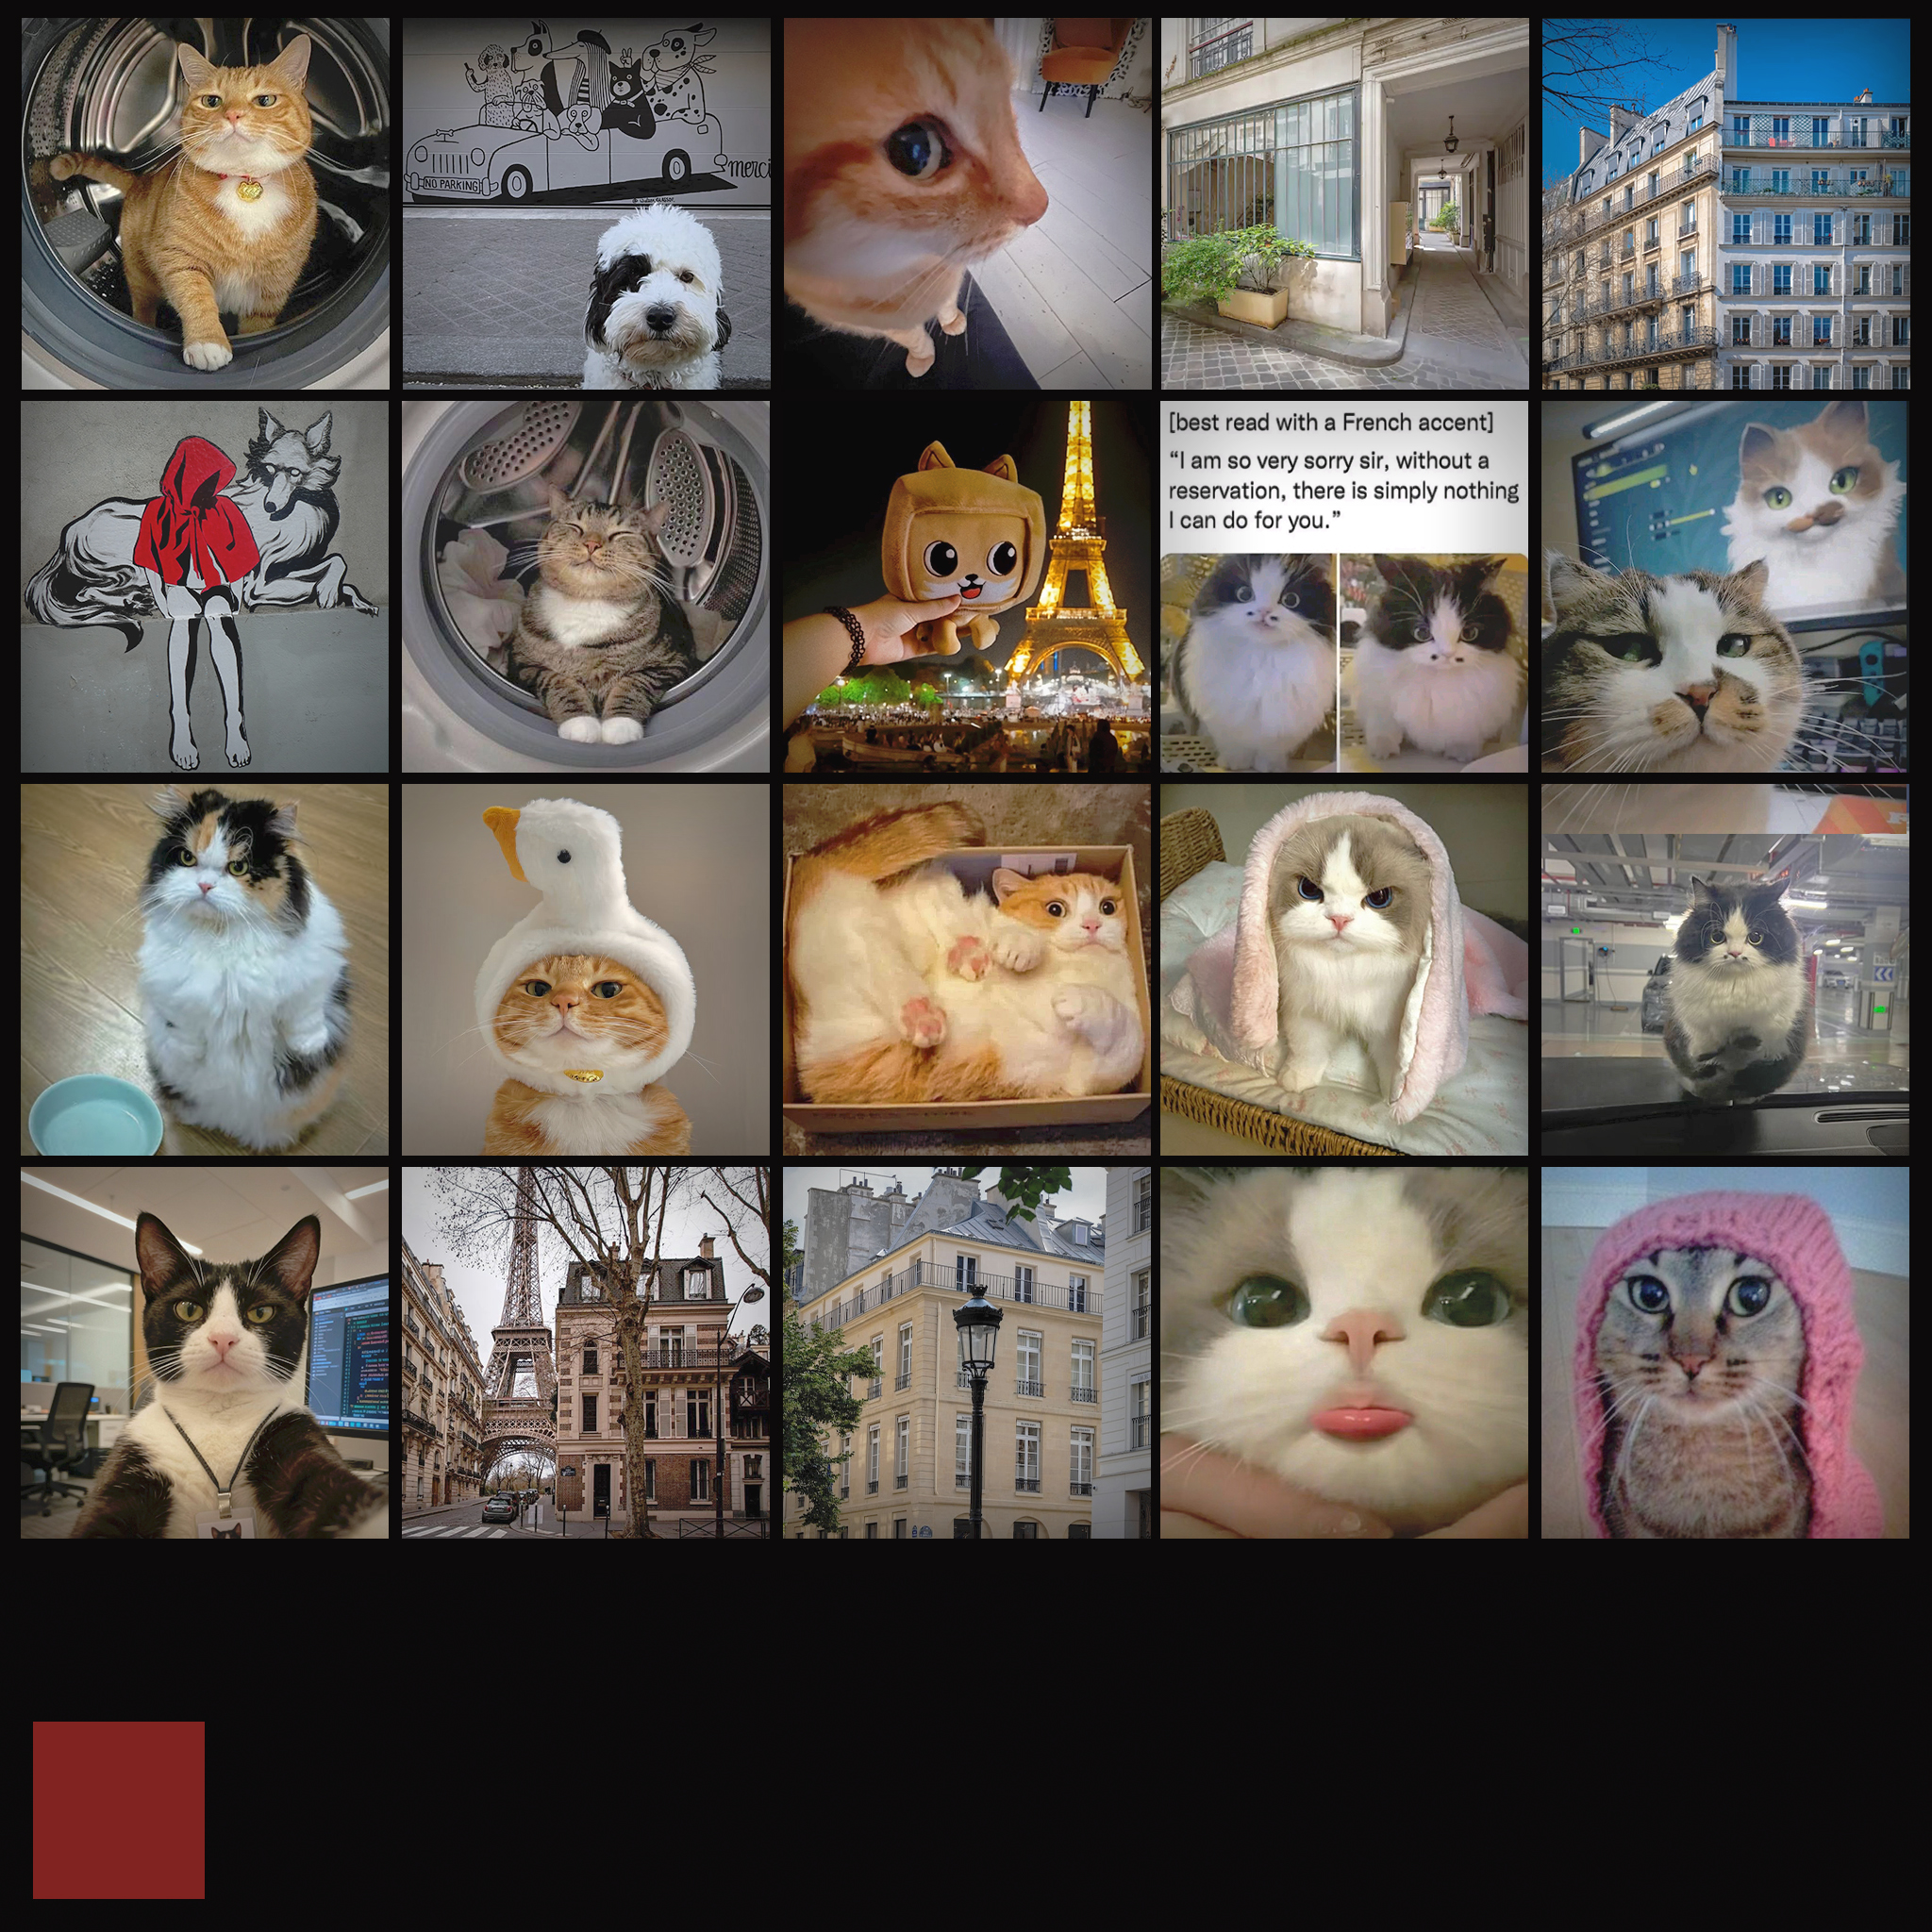 NO PARKING
merci
[best read with a French accent]
“I am so very sorry sir, without a
reservation, there is simply nothing
I can do for you.”